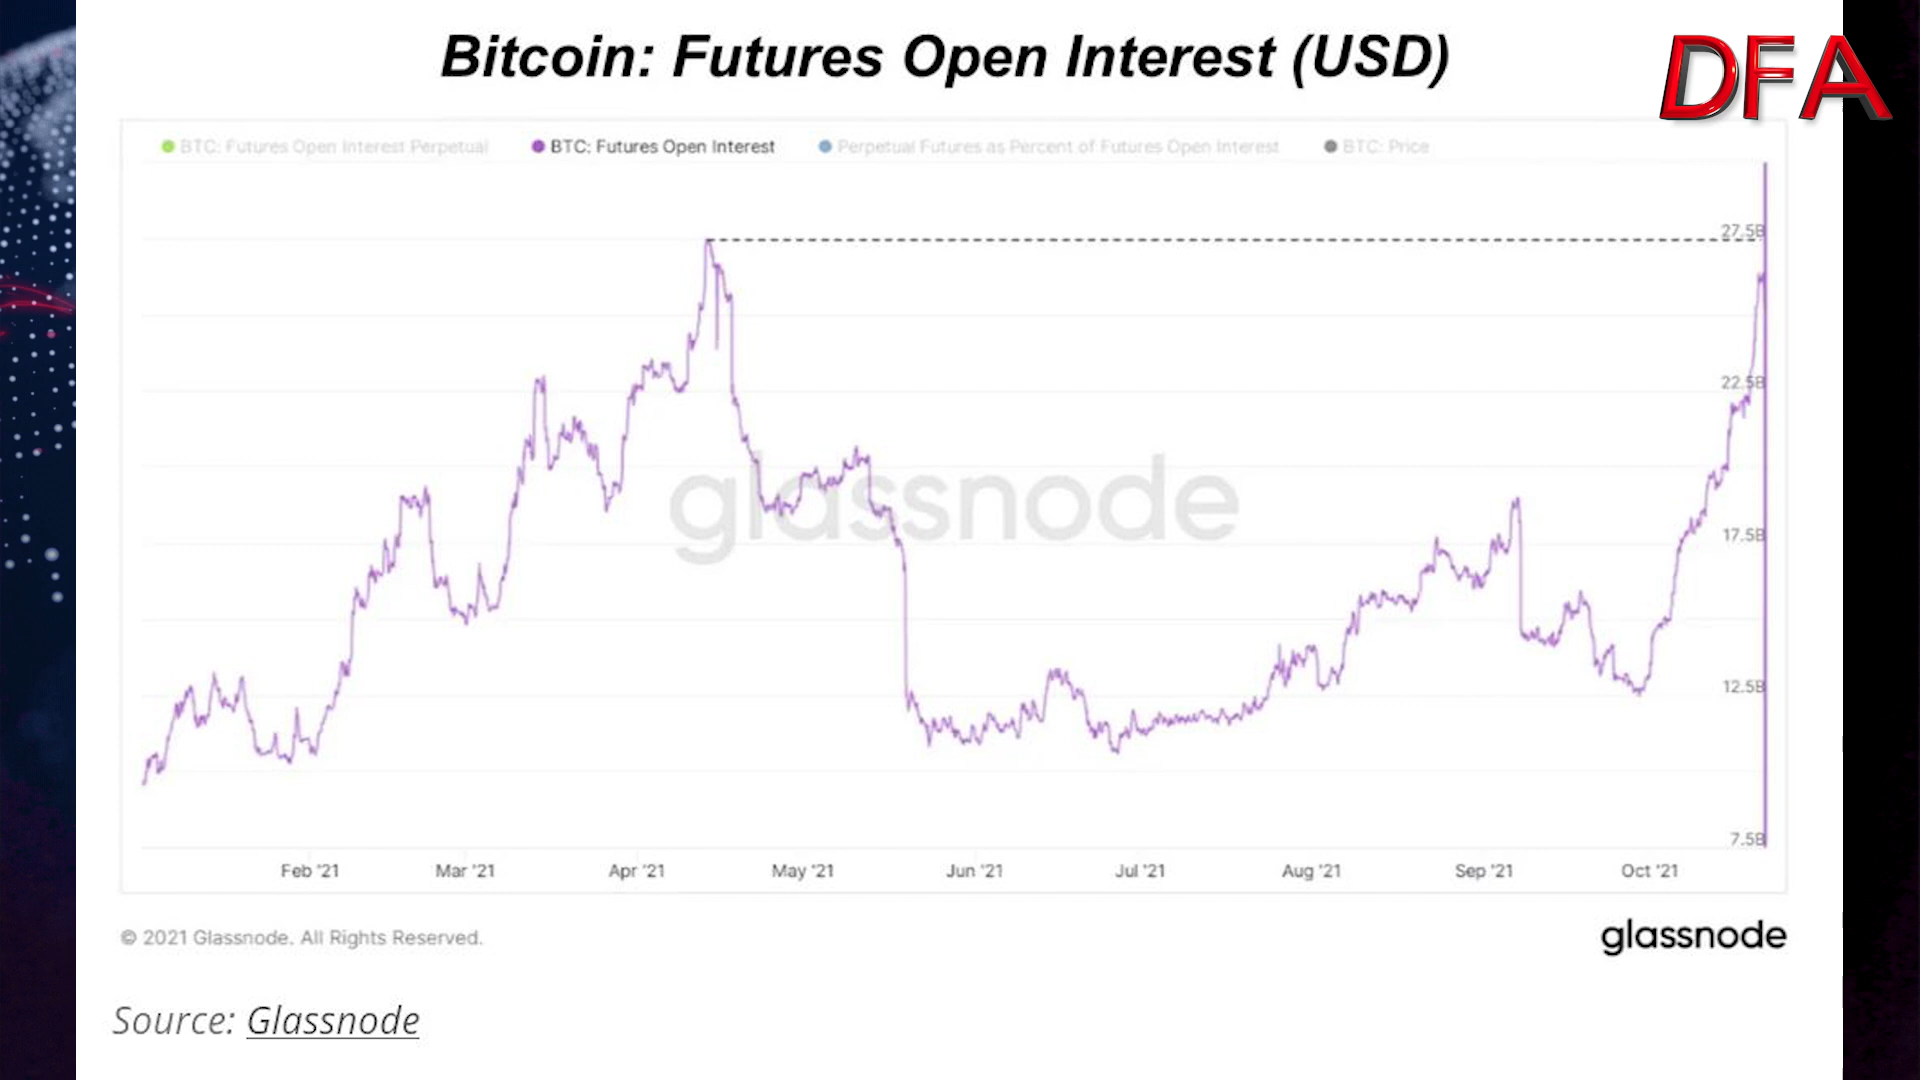 Bitcoin: Futures Open Interest (USD)
DFA
BTC: Futures Open Interest Perpetual
BTC: Futures Open Interest
Perpetual Futures as Percent of Futures Open Interest
BTC: Price
27.5B
22.5B
glassnode
17.5B
12.5B
7.5B
Feb '21
Mar '21
Apr '21
May '21
Jun '21
Jul '21
Aug '21
Sep '21
Oct '21
© 2021 Glassnode. All Rights Reserved.
glassnode
Source: Glassnode